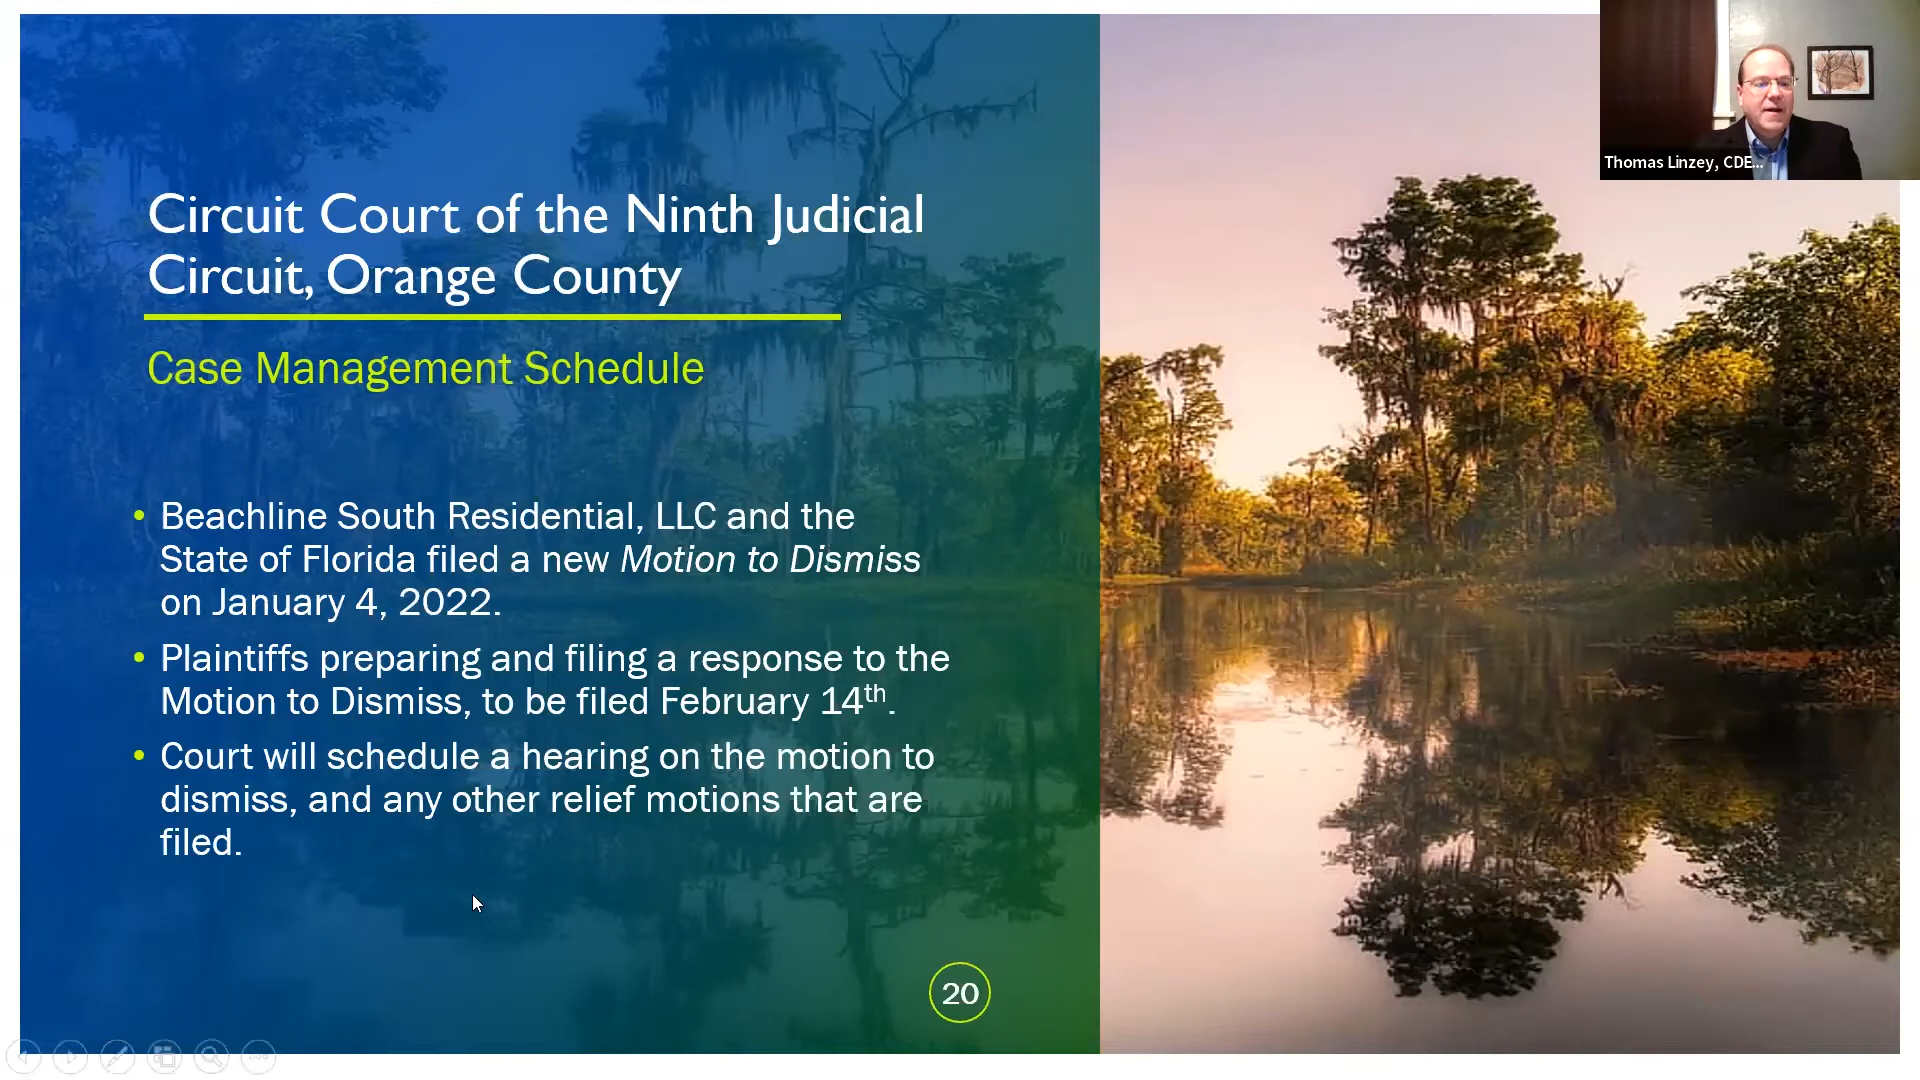 Thomas Linzey, CDE...
Circuit Court of the Ninth Judicial
Circuit, Orange County
Case Management Schedule
• Beachline South Residential, LLC and the
State of Florida filed a new Motion to Dismiss
on January 4, 2022.
• Plaintiffs preparing and filing a response to the
Motion to Dismiss, to be filed February 14th.
• Court will schedule a hearing on the motion to
dismiss, and any other relief motions that are
filed.
20